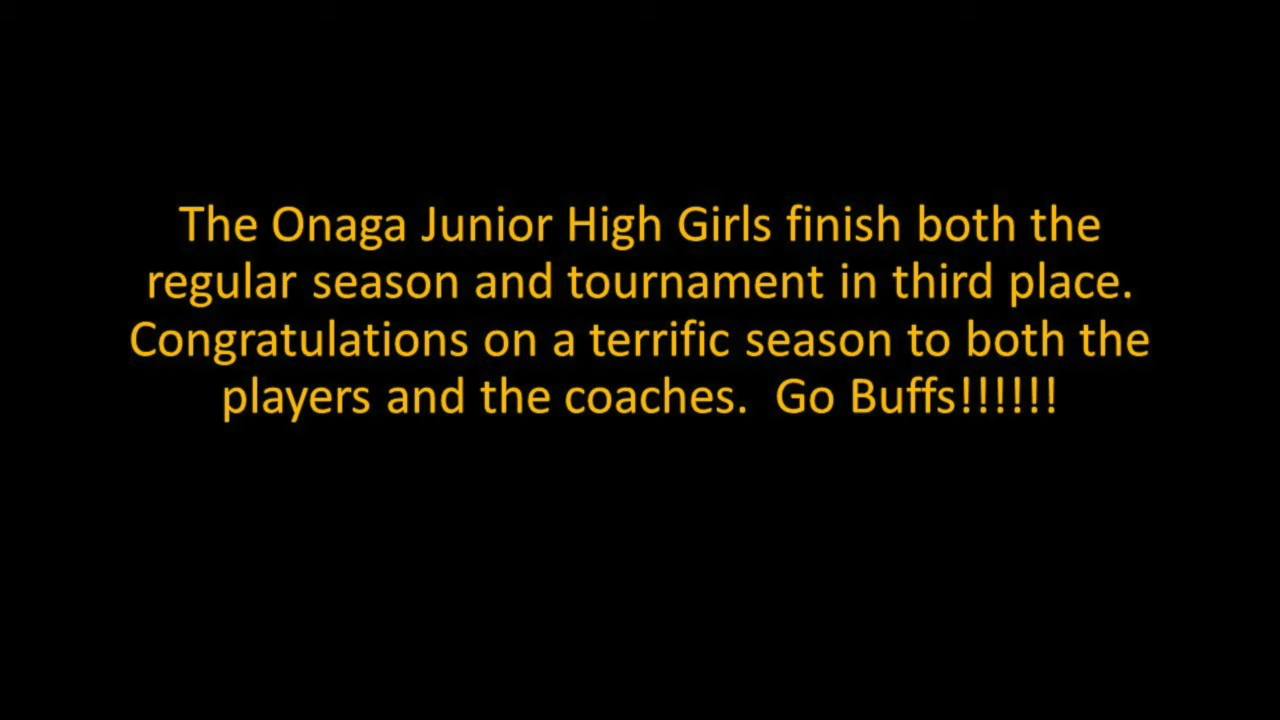 The Onaga Junior High Girls finish both the
regular season and tournament in third place.
Congratulations on a terrific season to both the
players and the coaches.  Go Buffs!!!!!!